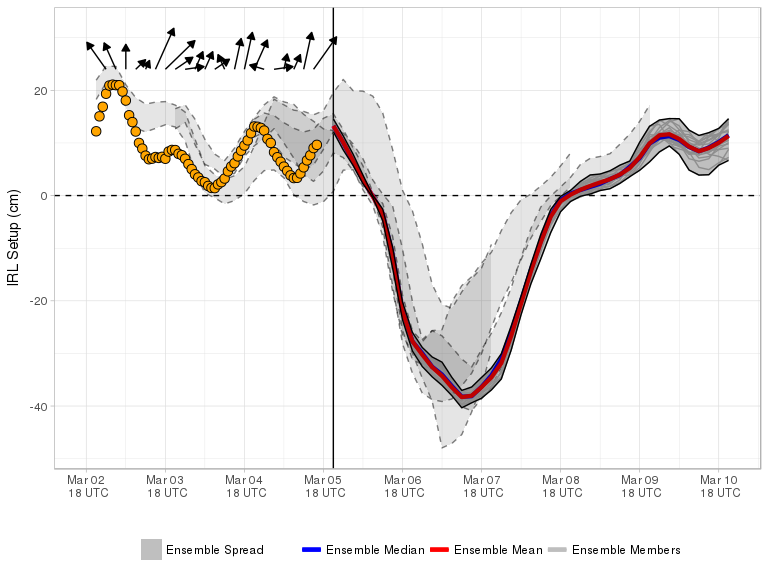 IRL Setup (cm)
20
0
-20
-40
Mar 02 Mar 03 Mar 04 Mar 05 Mar 06 Mar 07 Mar 08 Mar 09 Mar 10
18 UTC 18 UTC 18 UTC 18 UTC 18 UTC 18 UTC 18 UTC 18 UTC 18 UTC
Ensemble Spread Ensemble Median Ensemble Mean Ensemble Members